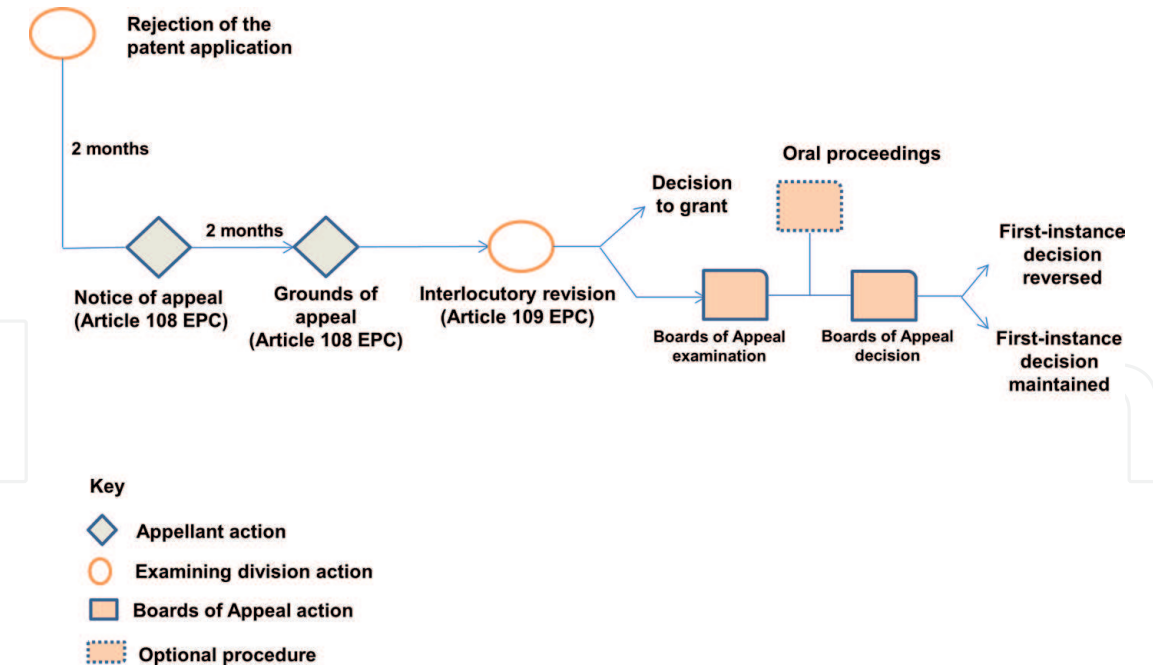 Rejection of the
patent application
2 months
Notice of appeal
(Article 108 EPC)
2 months
Grounds of
appeal
(Article 108 EPC)
Interlocutory revision
(Article 109 EPC)
Decision
to grant
Oral proceedings
Boards of Appeal
examination
Boards of Appeal
decision
First-instance
decision
reversed
First-instance
decision
maintained
Key
Appellant action
Examining division action
Boards of Appeal action
Optional procedure